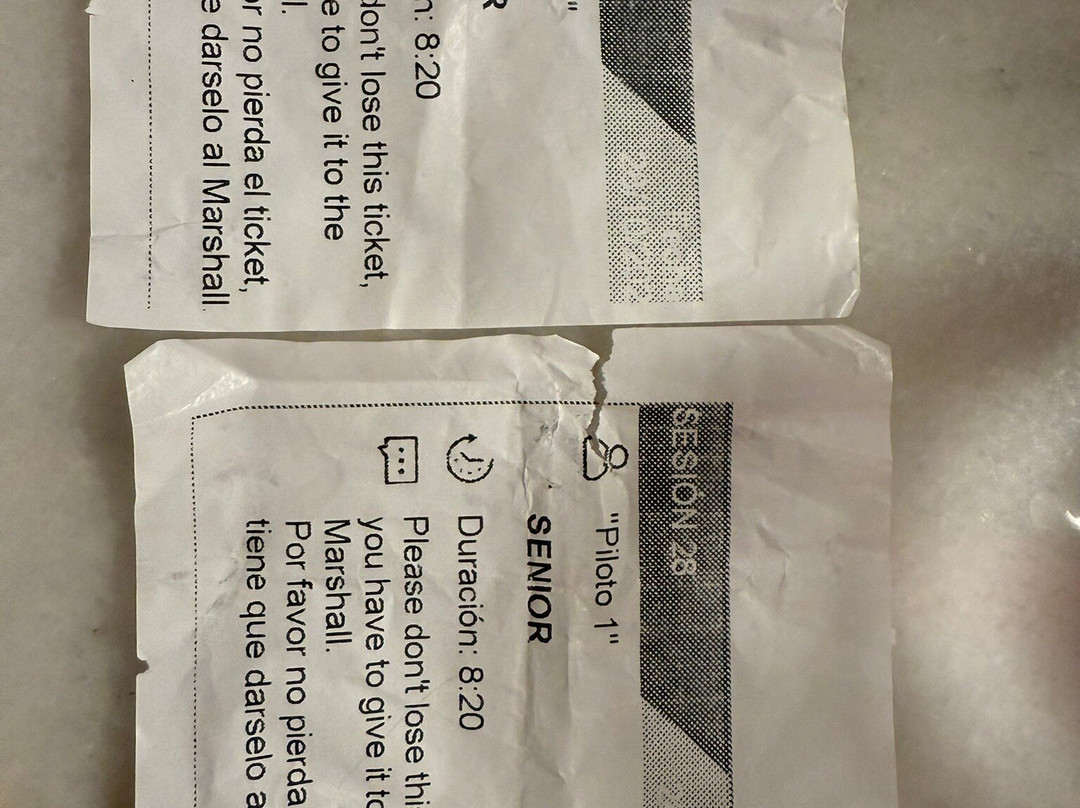 "
R
n: 8:20
don't lose this ticket,
e to give it to the
l.
or no pierda el ticket,
e darselo al Marshall.
SESIÓN 28
"Piloto 1"
SENIOR
Duración: 8:20
Please don't lose thi
you have to give it to
Marshall.
Por favor no pierda
tiene que darselo a